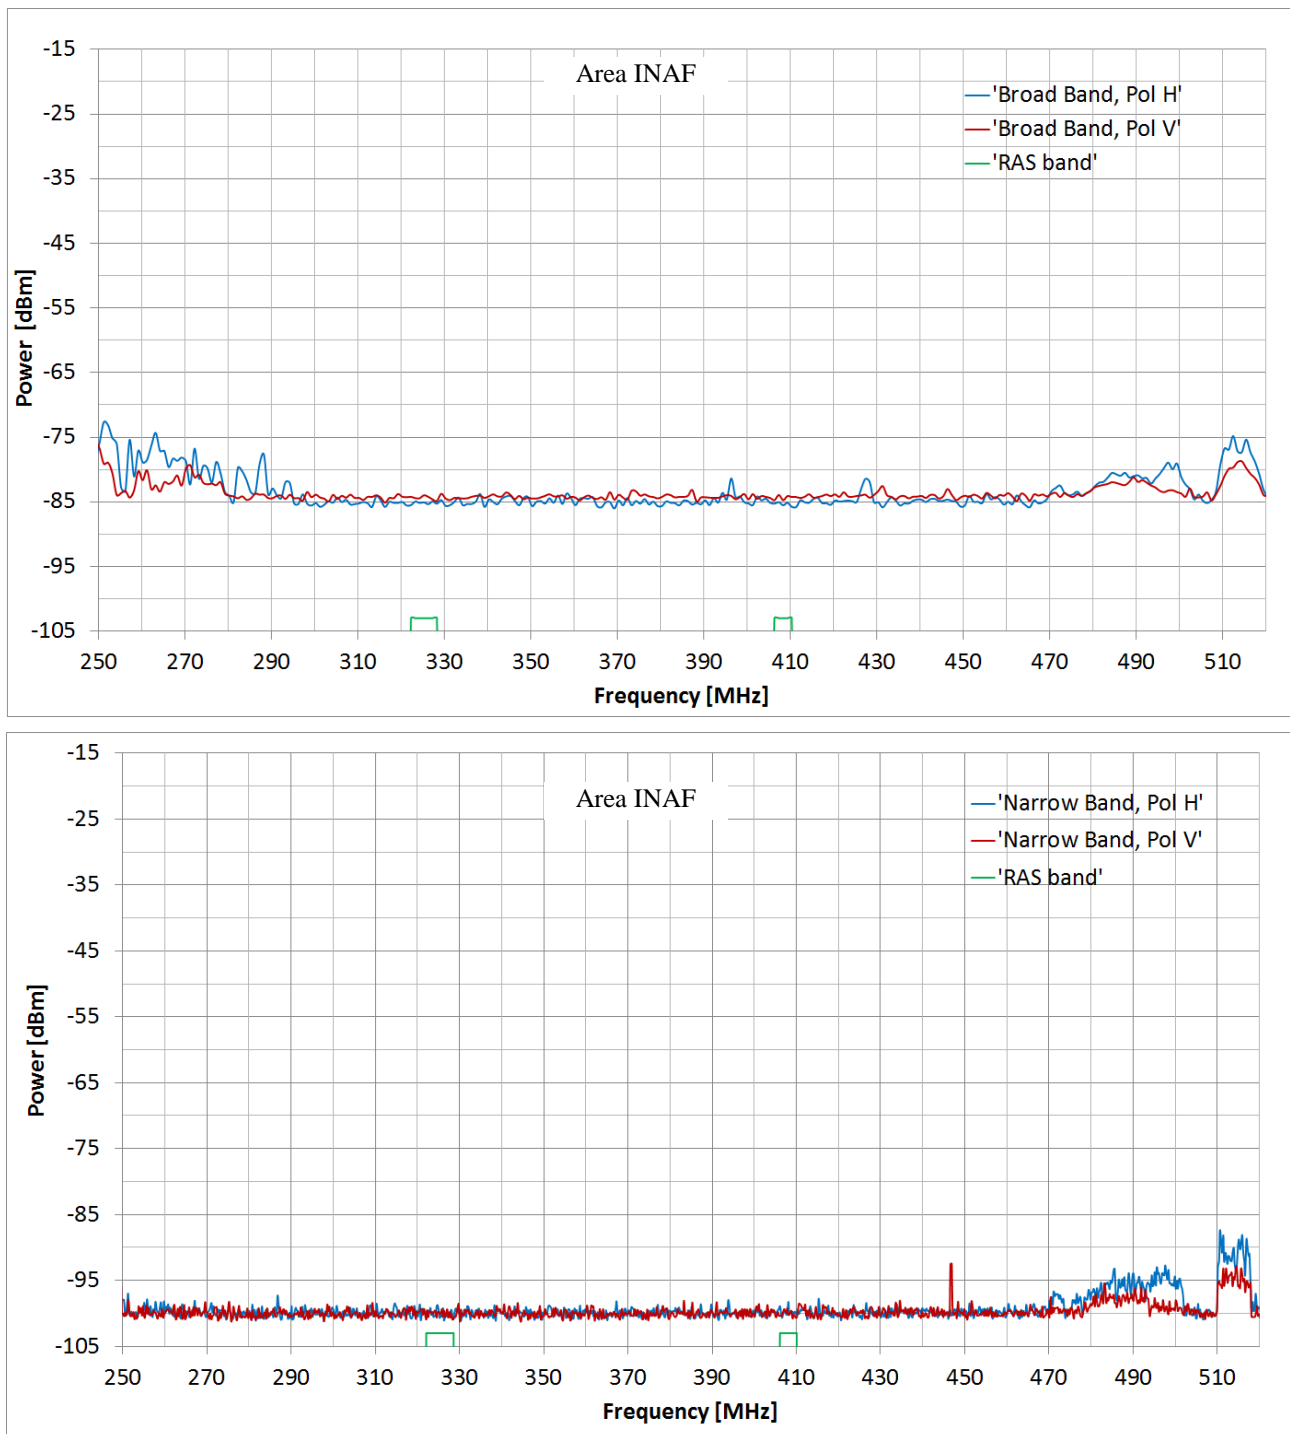 Area INAF
'Broad Band, Pol H'
'Broad Band, Pol V'
'RAS band'
Power [dBm]
-15
-25
-35
-45
-55
-65
-75
-85
-95
-105
250 270 290 310 330 350 370 390 410 430 450 470 490 510
Frequency [MHz]
Area INAF
'Narrow Band, Pol H'
'Narrow Band, Pol V'
'RAS band'
Power [dBm]
-15
-25
-35
-45
-55
-65
-75
-85
-95
-105
250 270 290 310 330 350 370 390 410 430 450 470 490 510
Frequency [MHz]